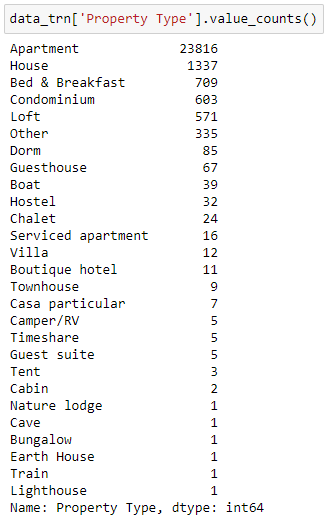 data_trn['Property Type'].value_counts()
Apartment 23816
House 1337
Bed & Breakfast 709
Condominium 603
Loft 571
Other 335
Dorm 85
Guesthouse 67
Boat 39
Hostel 32
Chalet 24
Serviced apartment 16
Villa 12
Boutique hotel 11
Townhouse 9
Casa particular 7
Camper/RV 5
Timeshare 5
Guest suite 5
Tent 3
Cabin 2
Nature lodge 1
Cave 1
Bungalow 1
Earth House 1
Train 1
Lighthouse 1
Name: Property Type, dtype: int64